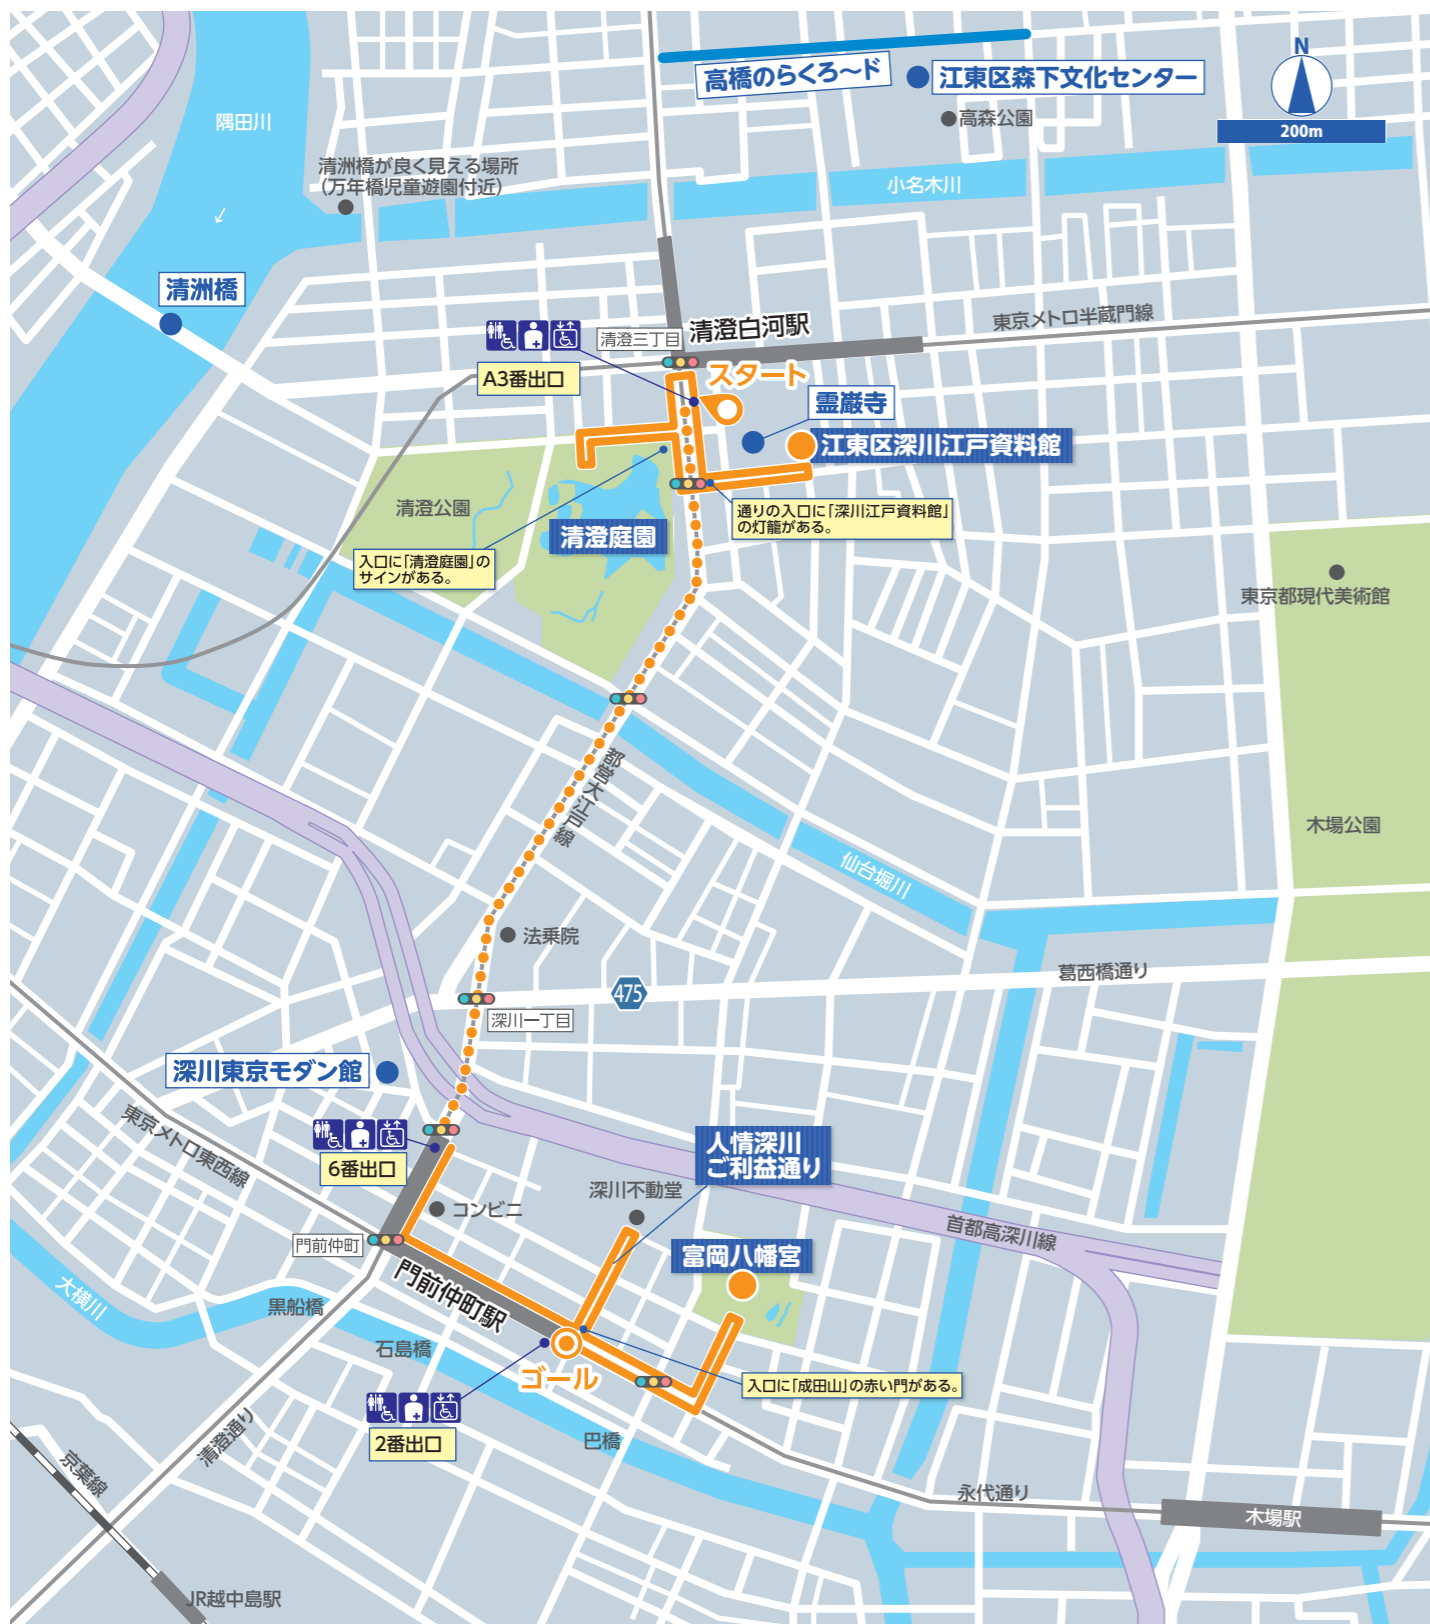 高橋のらくろ〜ド
江東区森下文化センター
N
200m
高森公園
隅田川
清洲橋が良く見える場所
（万年橋児童遊園付近）
小名木川
清洲橋
清澄三丁目
清澄白河駅
東京メトロ半蔵門線
A3番出口
スタート
霊巌寺
江東区深川江戸資料館
清澄公園
通りの入口に「深川江戸資料館」
の灯籠がある。
清澄庭園
入口に「清澄庭園」の
サインがある。
東京都現代美術館
都営大江戸線
木場公園
仙台堀川
法乗院
葛西橋通り
475
深川一丁目
深川東京モダン館
東京メトロ東西線
6番出口
人情深川
ご利益通り
コンビニ
深川不動堂
首都高深川線
門前仲町
富岡八幡宮
門前仲町駅
大横川
黒船橋
石島橋
ゴール
入口に「成田山」の赤い門がある。
2番出口
清澄通り
巴橋
京葉線
永代通り
木場駅
JR越中島駅